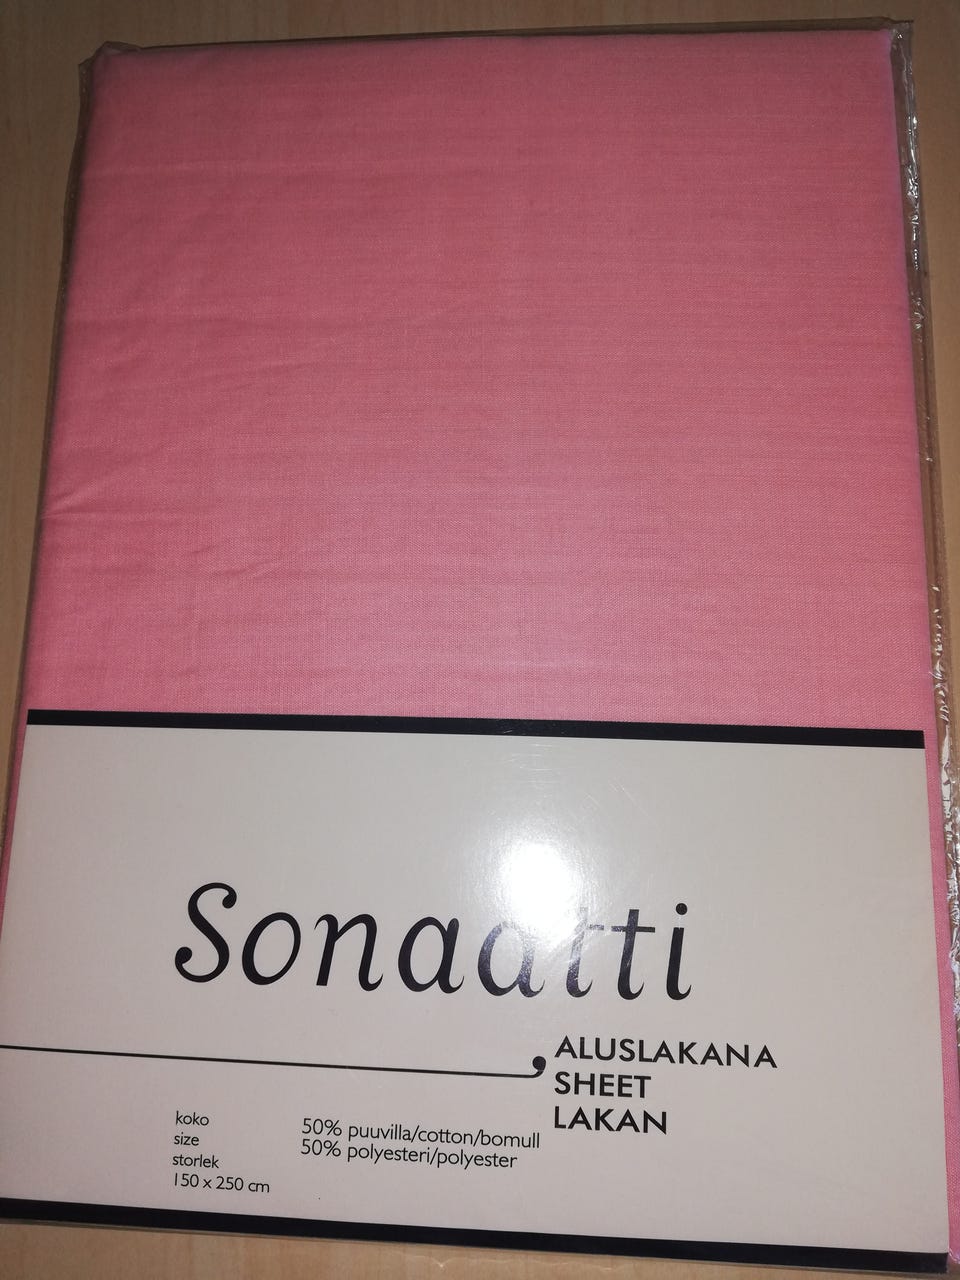 Sonaatti
ALUSLAKANA
SHEET
LAKAN
koko
size
storlek
150 x 250 cm
50% puuvilla/cotton/bomull
50% polyesteri/polyester